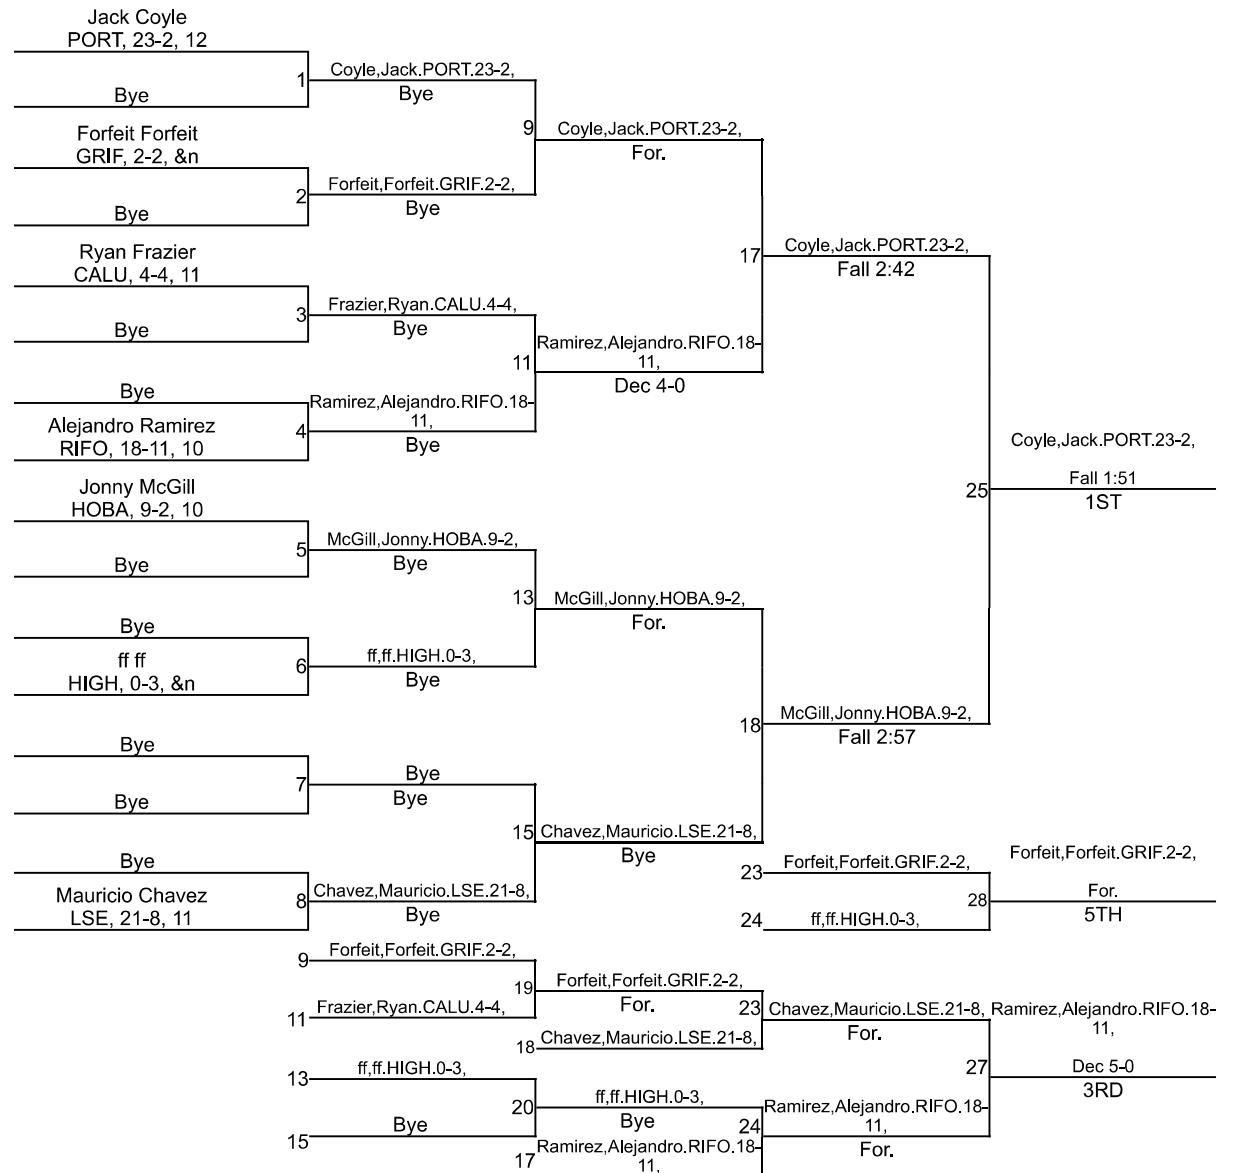 Jack Coyle
PORT, 23-2, 12
1
Coyle,Jack.PORT.23-2,
Bye
Bye
9
Coyle,Jack.PORT.23-2,
For.
Forfeit Forfeit
GRIF, 2-2, &n
2
Forfeit,Forfeit.GRIF.2-2,
Bye
Bye
17
Coyle,Jack.PORT.23-2,
Fall 2:42
Ryan Frazier
CALU, 4-4, 11
3
Frazier,Ryan.CALU.4-4,
Bye
Bye
11
Ramirez,Alejandro.RIFO.18-
11,
Dec 4-0
Bye
4
Ramirez,Alejandro.RIFO.18-
11,
Bye
Alejandro Ramirez
RIFO, 18-11, 10
25
Coyle,Jack.PORT.23-2,
Fall 1:51
1ST
Jonny McGill
HOBA, 9-2, 10
5
McGill,Jonny.HOBA.9-2,
Bye
Bye
13
McGill,Jonny.HOBA.9-2,
For.
Bye
6
ff,ff.HIGH.0-3,
Bye
ff ff
HIGH, 0-3, &n
18
McGill,Jonny.HOBA.9-2,
Fall 2:57
Bye
7
Bye
Bye
Bye
15
Chavez,Mauricio.LSE.21-8,
Bye
Bye
8
Chavez,Mauricio.LSE.21-8,
Bye
Mauricio Chavez
LSE, 21-8, 11
23
Forfeit,Forfeit.GRIF.2-2,
28
Forfeit,Forfeit.GRIF.2-2,
For.
5TH
24
ff,ff.HIGH.0-3,
9
Forfeit,Forfeit.GRIF.2-2,
19
Forfeit,Forfeit.GRIF.2-2,
For.
11
Frazier,Ryan.CALU.4-4,
23
Chavez,Mauricio.LSE.21-8,
For.
18
Chavez,Mauricio.LSE.21-8,
27
Ramirez,Alejandro.RIFO.18-
11,
Dec 5-0
3RD
13
ff,ff.HIGH.0-3,
20
ff,ff.HIGH.0-3,
Bye
15
Bye
24
Ramirez,Alejandro.RIFO.18-
11,
For.
17
Ramirez,Alejandro.RIFO.18-
11,